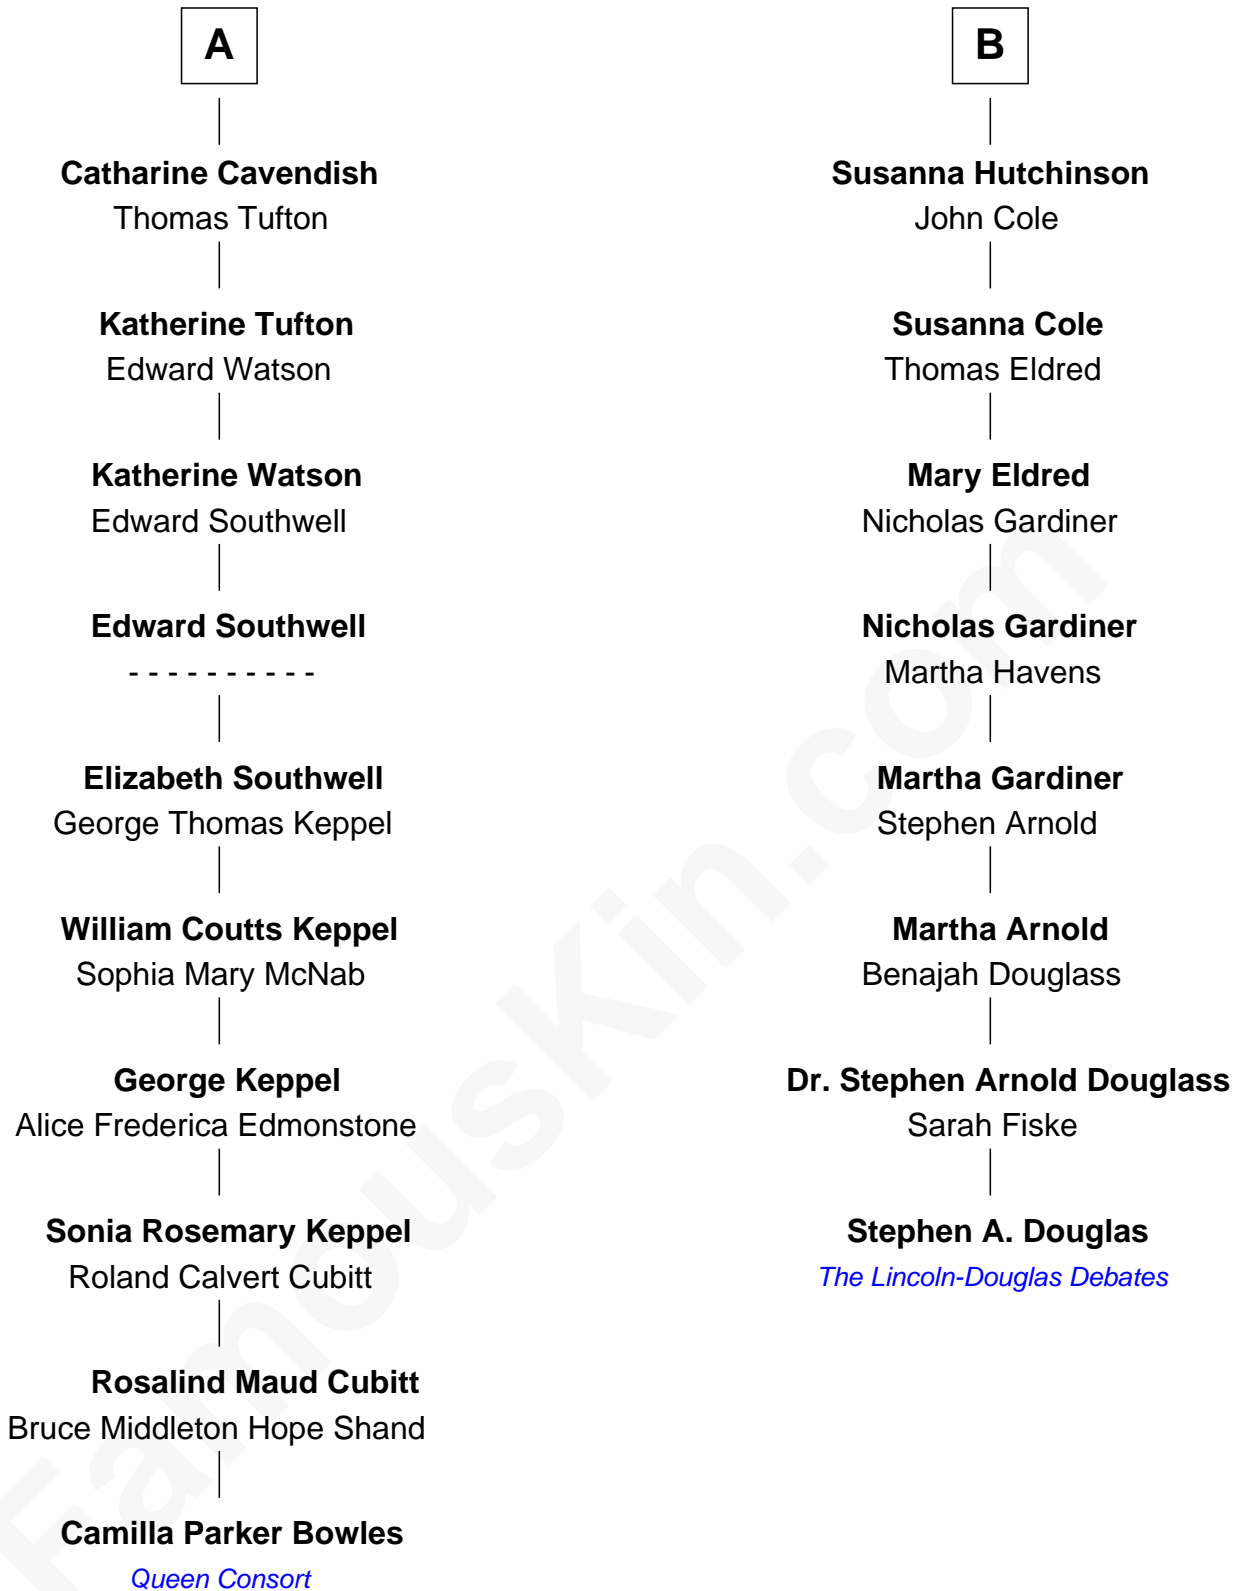 A
Catharine Cavendish
Thomas Tufton
Katherine Tufton
Edward Watson
Katherine Watson
Edward Southwell
Edward Southwell
- - - - - - - - - -
Elizabeth Southwell
George Thomas Keppel
William Coutts Keppel
Sophia Mary McNab
George Keppel
Alice Frederica Edmonstone
Sonia Rosemary Keppel
Roland Calvert Cubitt
Rosalind Maud Cubitt
Bruce Middleton Hope Shand
Camilla Parker Bowles
Queen Consort
B
Susanna Hutchinson
John Cole
Susanna Cole
Thomas Eldred
Mary Eldred
Nicholas Gardiner
Nicholas Gardiner
Martha Havens
Martha Gardiner
Stephen Arnold
Martha Arnold
Benajah Douglass
Dr. Stephen Arnold Douglass
Sarah Fiske
Stephen A. Douglas
The Lincoln-Douglas Debates
FamousKin.com